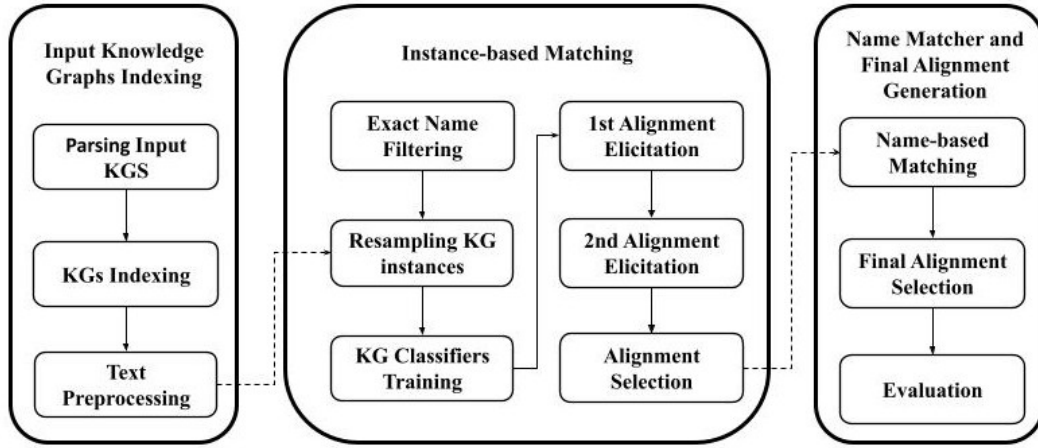 Input Knowledge
Graphs Indexing
Parsing Input
KGS
KGs Indexing
Text
Preprocessing
Instance-based Matching
Exact Name
Filtering
Resampling KG
instances
KG Classifiers
Training
1st Alignment
Elicitation
2nd Alignment
Elicitation
Alignment
Selection
Name Matcher and
Final Alignment
Generation
Name-based
Matching
Final Alignment
Selection
Evaluation